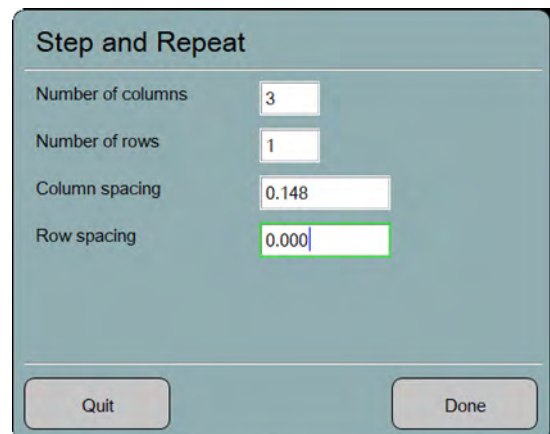 Step and Repeat
Number of columns 3
Number of rows 1
Column spacing 0.148
Row spacing 0.000
Quit Done